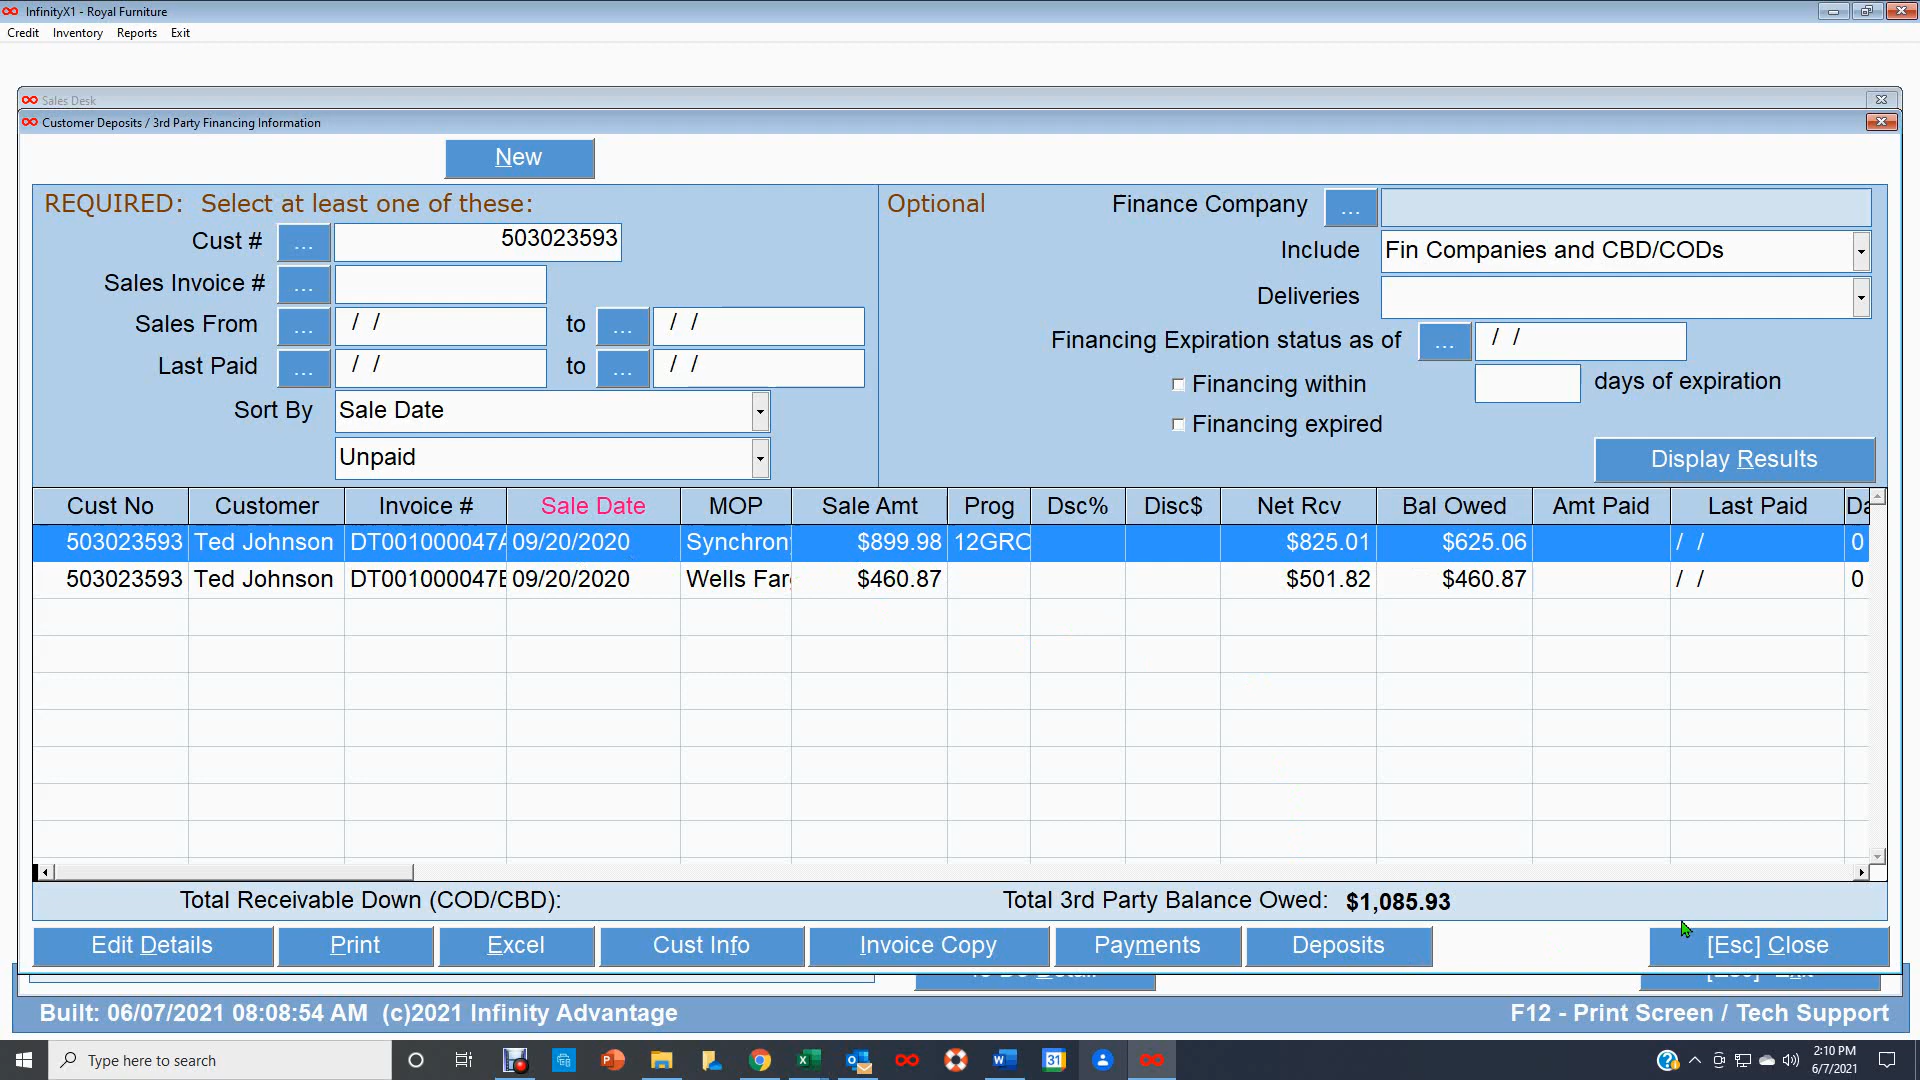 InfinityX1 - Royal Furniture
Credit Inventory Reports Exit
Sales Desk
Customer Deposits / 3rd Party Financing Information
New
REQUIRED: Select at least one of these:
Cust # ... 503023593
Sales Invoice # ...
Sales From ... / / to ... / /
Last Paid ... / / to ... / /
Sort By Sale Date
Unpaid
Optional Finance Company ...
Include Fin Companies and CBD/CODs
Deliveries
Financing Expiration status as of ... / /
Financing within days of expiration
Financing expired
Display Results
Cust No Customer Invoice # Sale Date MOP Sale Amt Prog Dsc% Disc$ Net Rcv Bal Owed Amt Paid Last Paid Da
503023593 Ted Johnson DT001000047A 09/20/2020 Synchron $899.98 12GRC $825.01 $625.06 / / 0
503023593 Ted Johnson DT001000047E 09/20/2020 Wells Far $460.87 $501.82 $460.87 / / 0
Total Receivable Down (COD/CBD): Total 3rd Party Balance Owed: $1,085.93
Edit Details Print Excel Cust Info Invoice Copy Payments Deposits [Esc] Close
Built: 06/07/2021 08:08:54 AM (c)2021 Infinity Advantage F12 - Print Screen / Tech Support
Type here to search
31
2:10 PM
6/7/2021